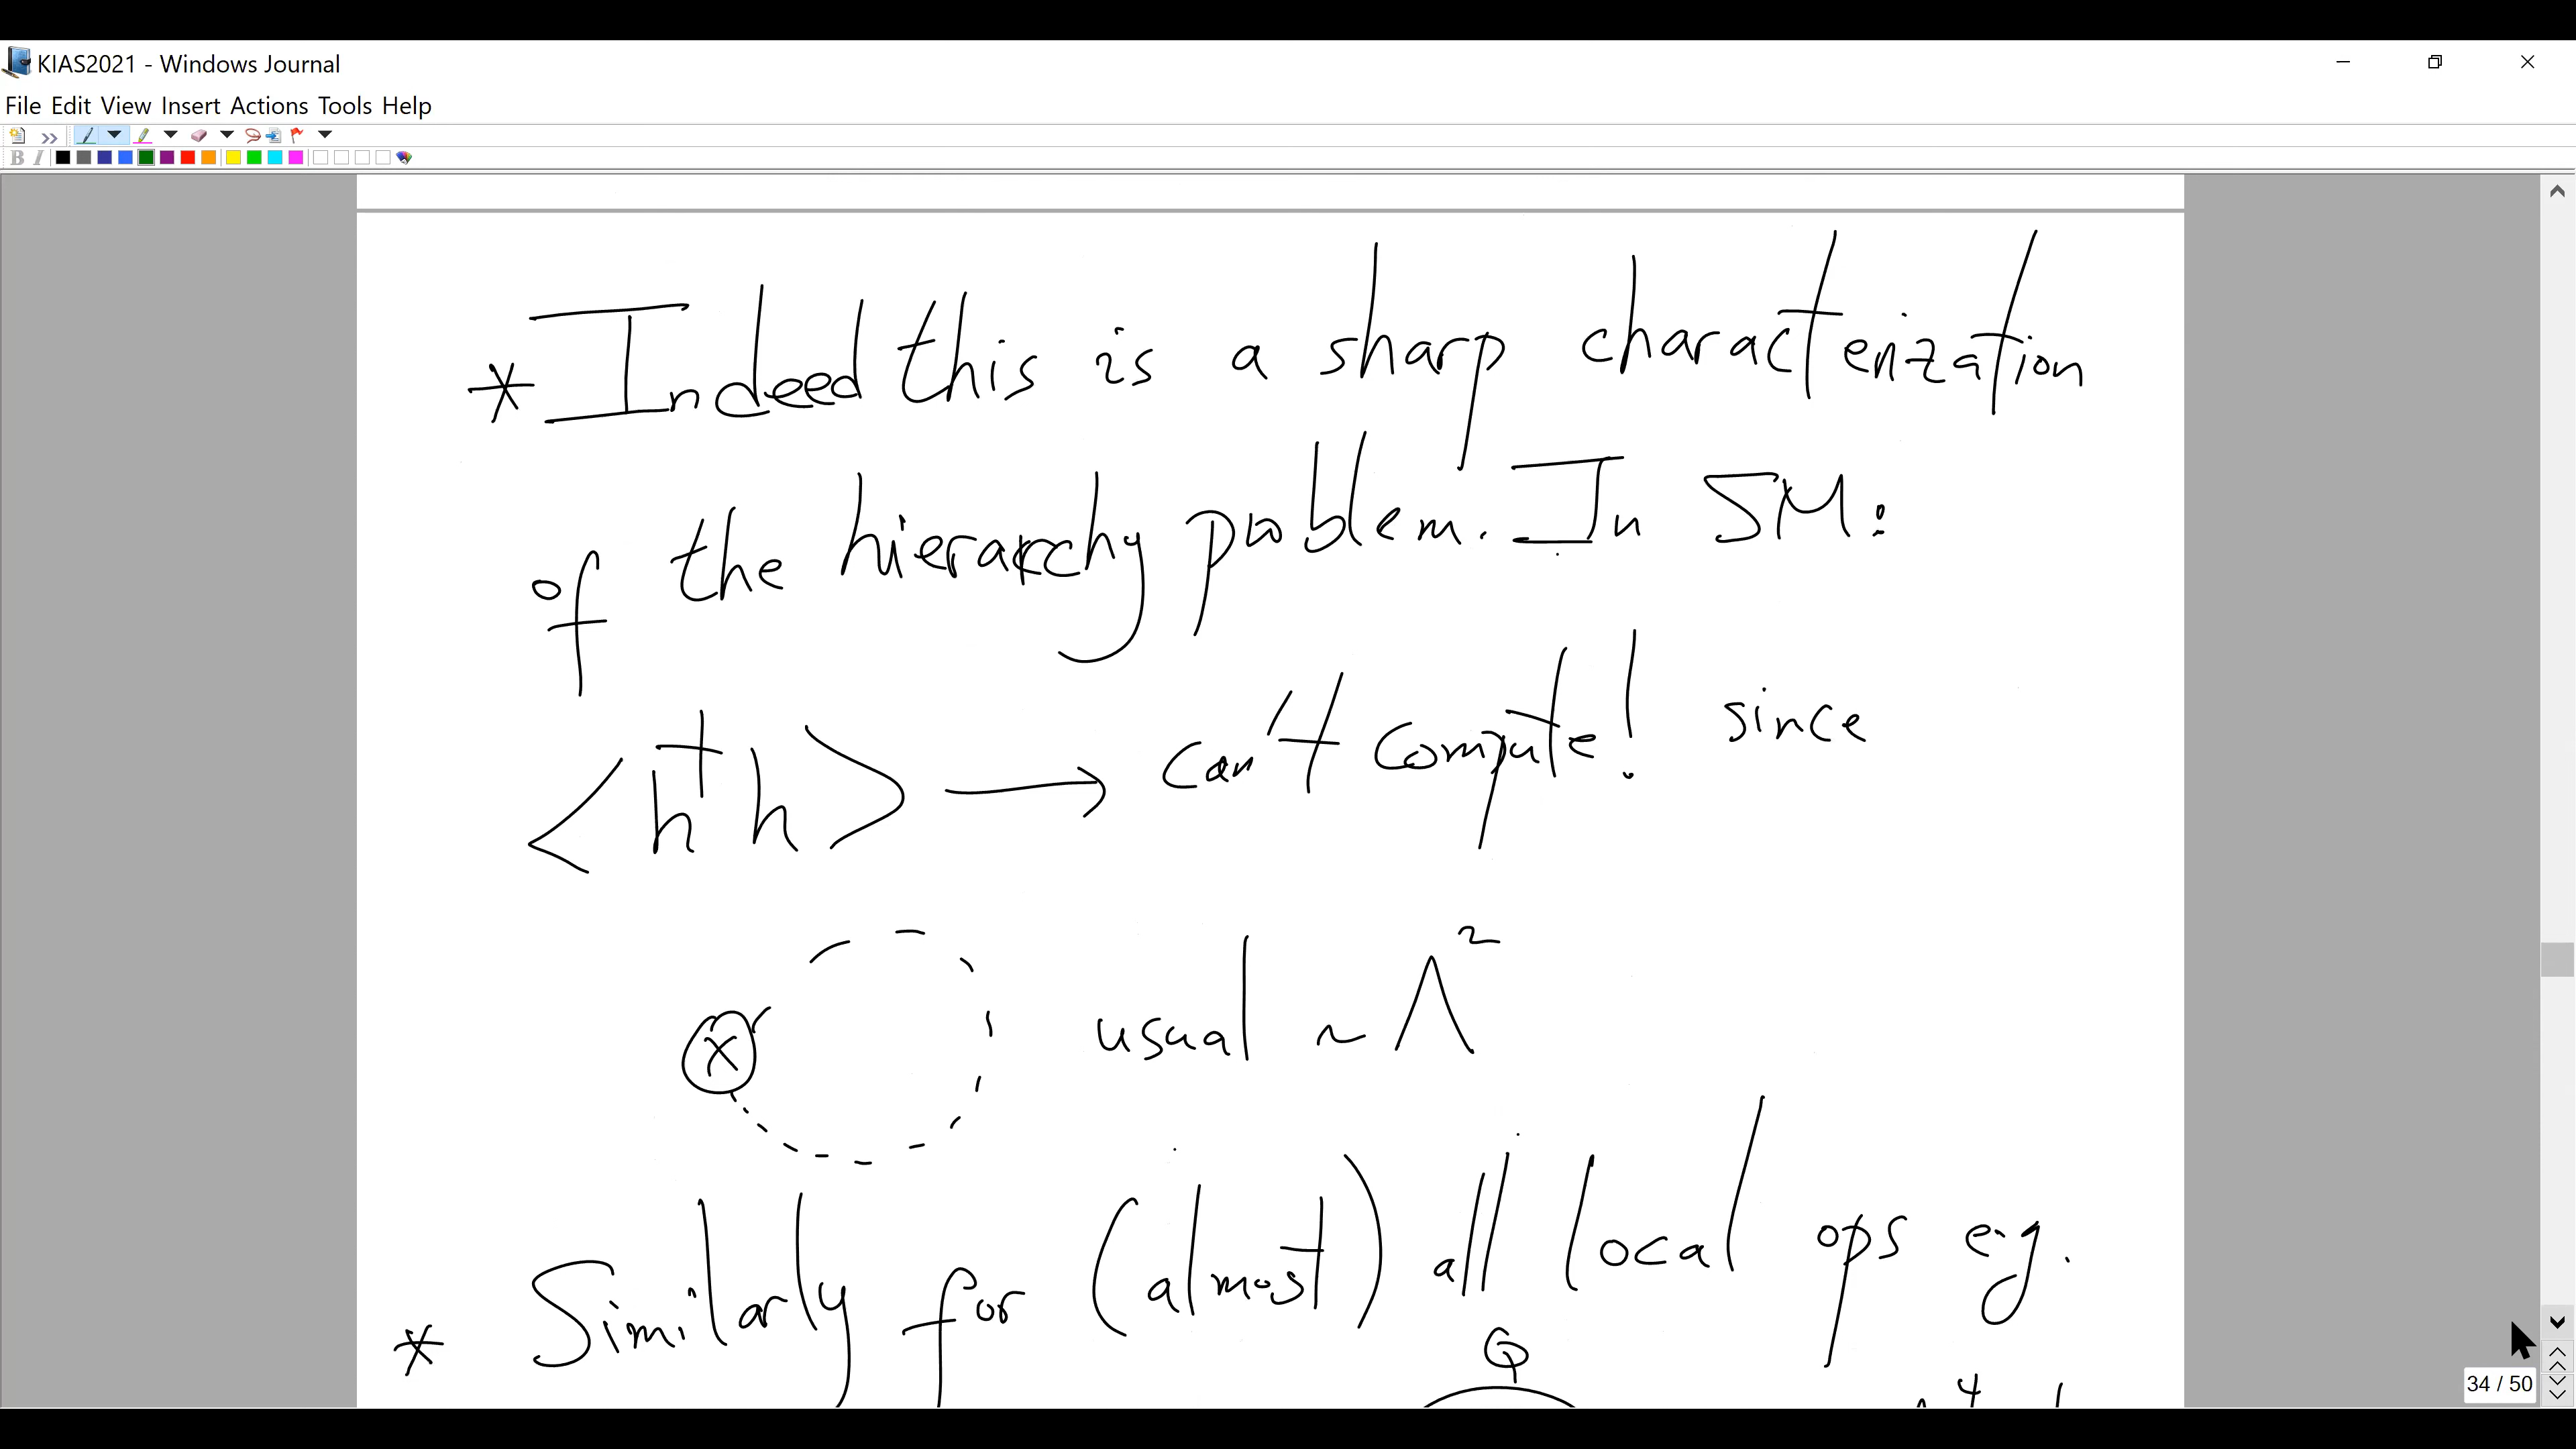 KIAS2021 - Windows Journal
File Edit View Insert Actions Tools Help
B I
* Indeed this is a sharp characterization
of the hierarchy problem. In SM:
<h†h> → can't compute! since
⊗ usual ~ Λ²
* Similarly for (almost) all local ops e.g.
Q
4
34 / 50